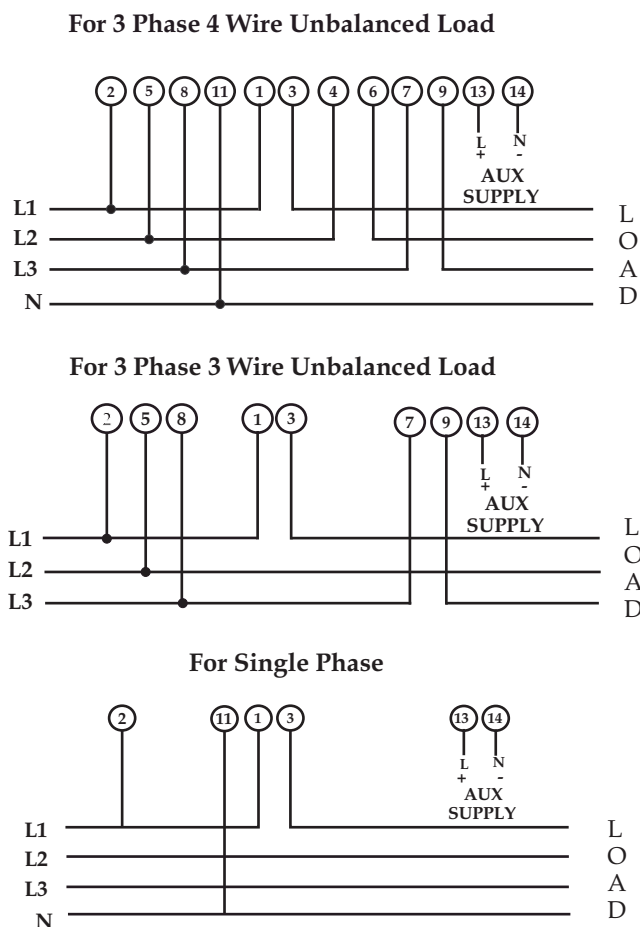 For 3 Phase 4 Wire Unbalanced Load
2 5 8 11 1 3 4 6 7 9 13 14
L N
+ -
AUX
SUPPLY
L1 L
L2 O
L3 A
N D
For 3 Phase 3 Wire Unbalanced Load
2 5 8 1 3 7 9 13 14
L N
+ -
AUX
SUPPLY
L1 L
L2 O
A
L3 D
For Single Phase
2 11 1 3 13 14
L N
+ -
AUX
SUPPLY
L1 L
L2 O
L3 A
N D